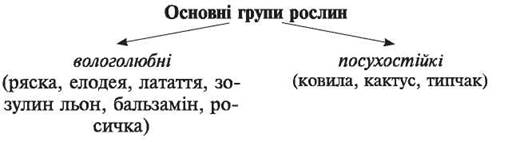 Основні групи рослин
вологолюбні
(ряска, елодея, латаття, зо-
зулин льон, бальзамін, ро-
сичка)
посухостійкі
(ковила, кактус, типчак)